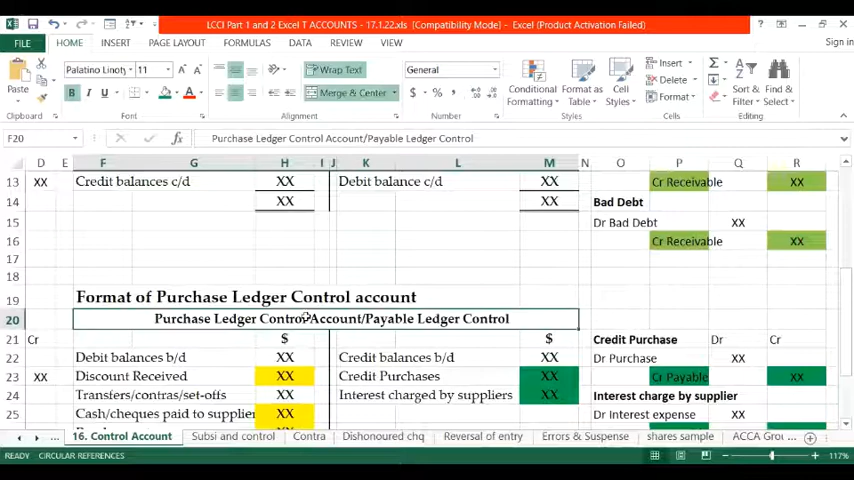 LCCI Part 1 and 2 Excel T ACCOUNTS - 17.1.22.xls [Compatibility Mode] - Excel (Product Activation Failed)
FILE HOME INSERT PAGE LAYOUT FORMULAS DATA REVIEW VIEW Sign in
Palatino Linot 11 Wrap Text General Insert
Paste B I U Merge & Center $ % Conditional Formatting Format as Table Cell Styles Delete Format Sort & Filter Find & Select
Clipboard Font Alignment Number Styles Cells Editing
F20 fx Purchase Ledger Control Account/Payable Ledger Control
D E F G H I J K L M N O P Q R
13 XX Credit balances c/d XX Debit balance c/d XX Cr Receivable XX
14 XX XX Bad Debt
15 Dr Bad Debt XX
16 Cr Receivable XX
17
18
19 Format of Purchase Ledger Control account
20 Purchase Ledger Control Account/Payable Ledger Control
21 Cr $ $ Credit Purchase Dr Cr
22 Debit balances b/d XX Credit balances b/d XX Dr Purchase XX
23 XX Discount Received XX Credit Purchases XX Cr Payable XX
24 Transfers/contras/set-offs XX Interest charged by suppliers XX Interest charge by supplier
25 Cash/cheques paid to supplier XX Dr Interest expense XX
... 16. Control Account Subsi and control Contra Dishonoured chq Reversal of entry Errors & Suspense shares sample ACCA Grou ...
READY CIRCULAR REFERENCES 117%